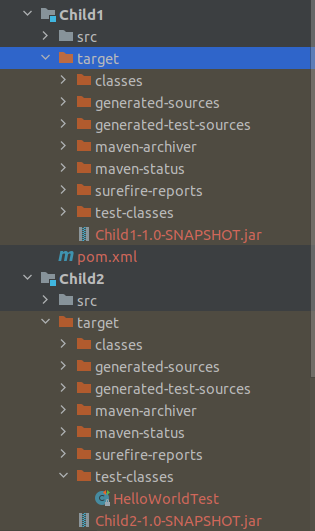 Child1
src
target
classes
generated-sources
generated-test-sources
maven-archiver
maven-status
surefire-reports
test-classes
Child1-1.0-SNAPSHOT.jar
pom.xml
Child2
src
target
classes
generated-sources
generated-test-sources
maven-archiver
maven-status
surefire-reports
test-classes
HelloWorldTest
Child2-1.0-SNAPSHOT.jar